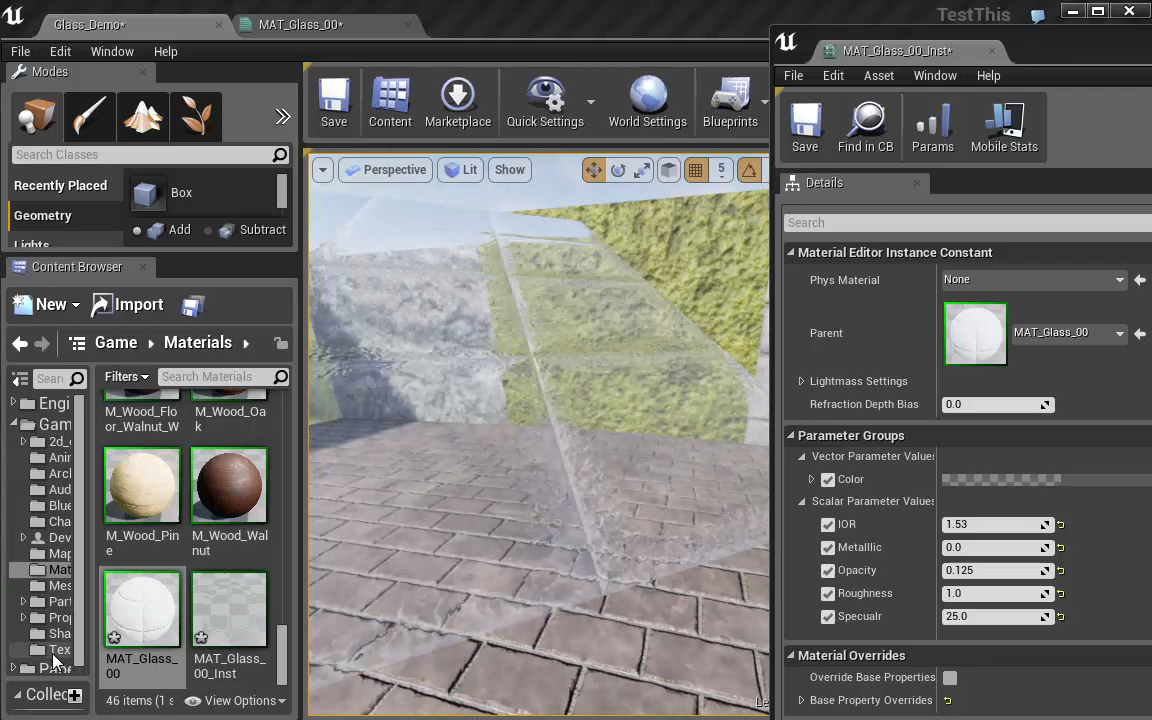 TestThis
Glass_Demo*
MAT_Glass_00*
File Edit Window Help
Modes
Search Classes
Recently Placed
Geometry
Lights
Box
Add Subtract
Save Content Marketplace Quick Settings World Settings Blueprints
Content Browser
New Import
Game Materials
Filters Search Materials
Engi
Gam
2d_
Anir
Arc
Aud
Blue
Cha
Dev
Map
Mat
Mes
Part
Prop
Sha
Tex
Collec
M_Wood_Flo
or_Walnut_W
M_Wood_Oa
k
M_Wood_Pin
e
M_Wood_Wal
nut
MAT_Glass_
00
MAT_Glass_
00_Inst
46 items (1 s View Options
Perspective Lit Show
5
MAT_Glass_00_Inst*
File Edit Asset Window Help
Save Find in CB Params Mobile Stats
Details
Search
Material Editor Instance Constant
Phys Material None
Parent MAT_Glass_00
Lightmass Settings
Refraction Depth Bias 0.0
Parameter Groups
Vector Parameter Values
Color
Scalar Parameter Values
IOR 1.53
Metalllic 0.0
Opacity 0.125
Roughness 1.0
Specualr 25.0
Material Overrides
Override Base Properties
Base Property Overrides